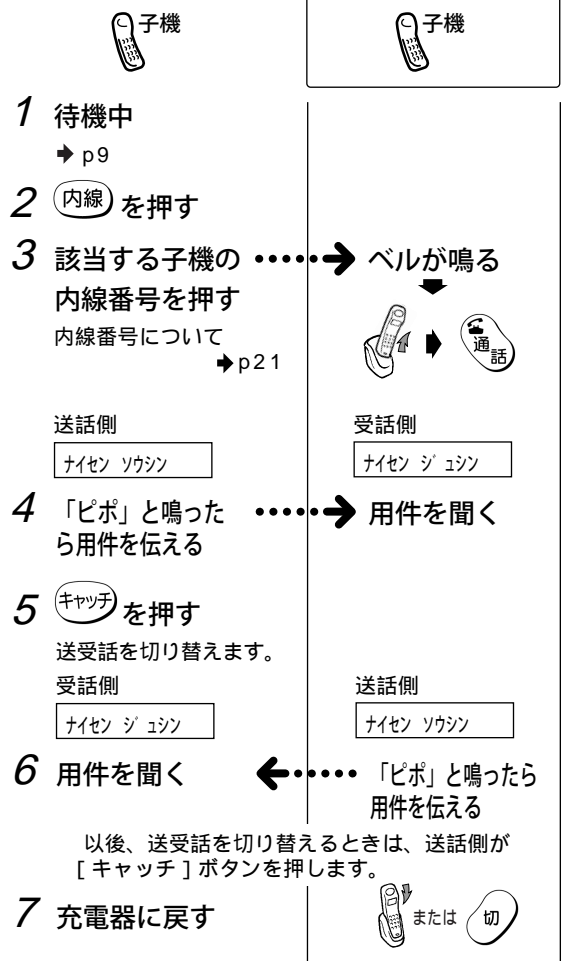 子機
子機
1 待機中
➜ p9
2 内線 を押す
3 該当する子機の ベルが鳴る
内線番号を押す
内線番号について
➜p21
通話
送話側 受話側
ﾅｲｾﾝ ｿｳｼﾝ ﾅｲｾﾝ ｼﾞｭｼﾝ
4 「ピポ」と鳴った 用件を聞く
ら用件を伝える
5 キャッチ を押す
送受話を切り替えます。
受話側 送話側
ﾅｲｾﾝ ｼﾞｭｼﾝ ﾅｲｾﾝ ｿｳｼﾝ
6 用件を聞く 「ピポ」と鳴ったら
用件を伝える
以後、送受話を切り替えるときは、送話側が
[ キャッチ ] ボタンを押します。
7 充電器に戻す または 切